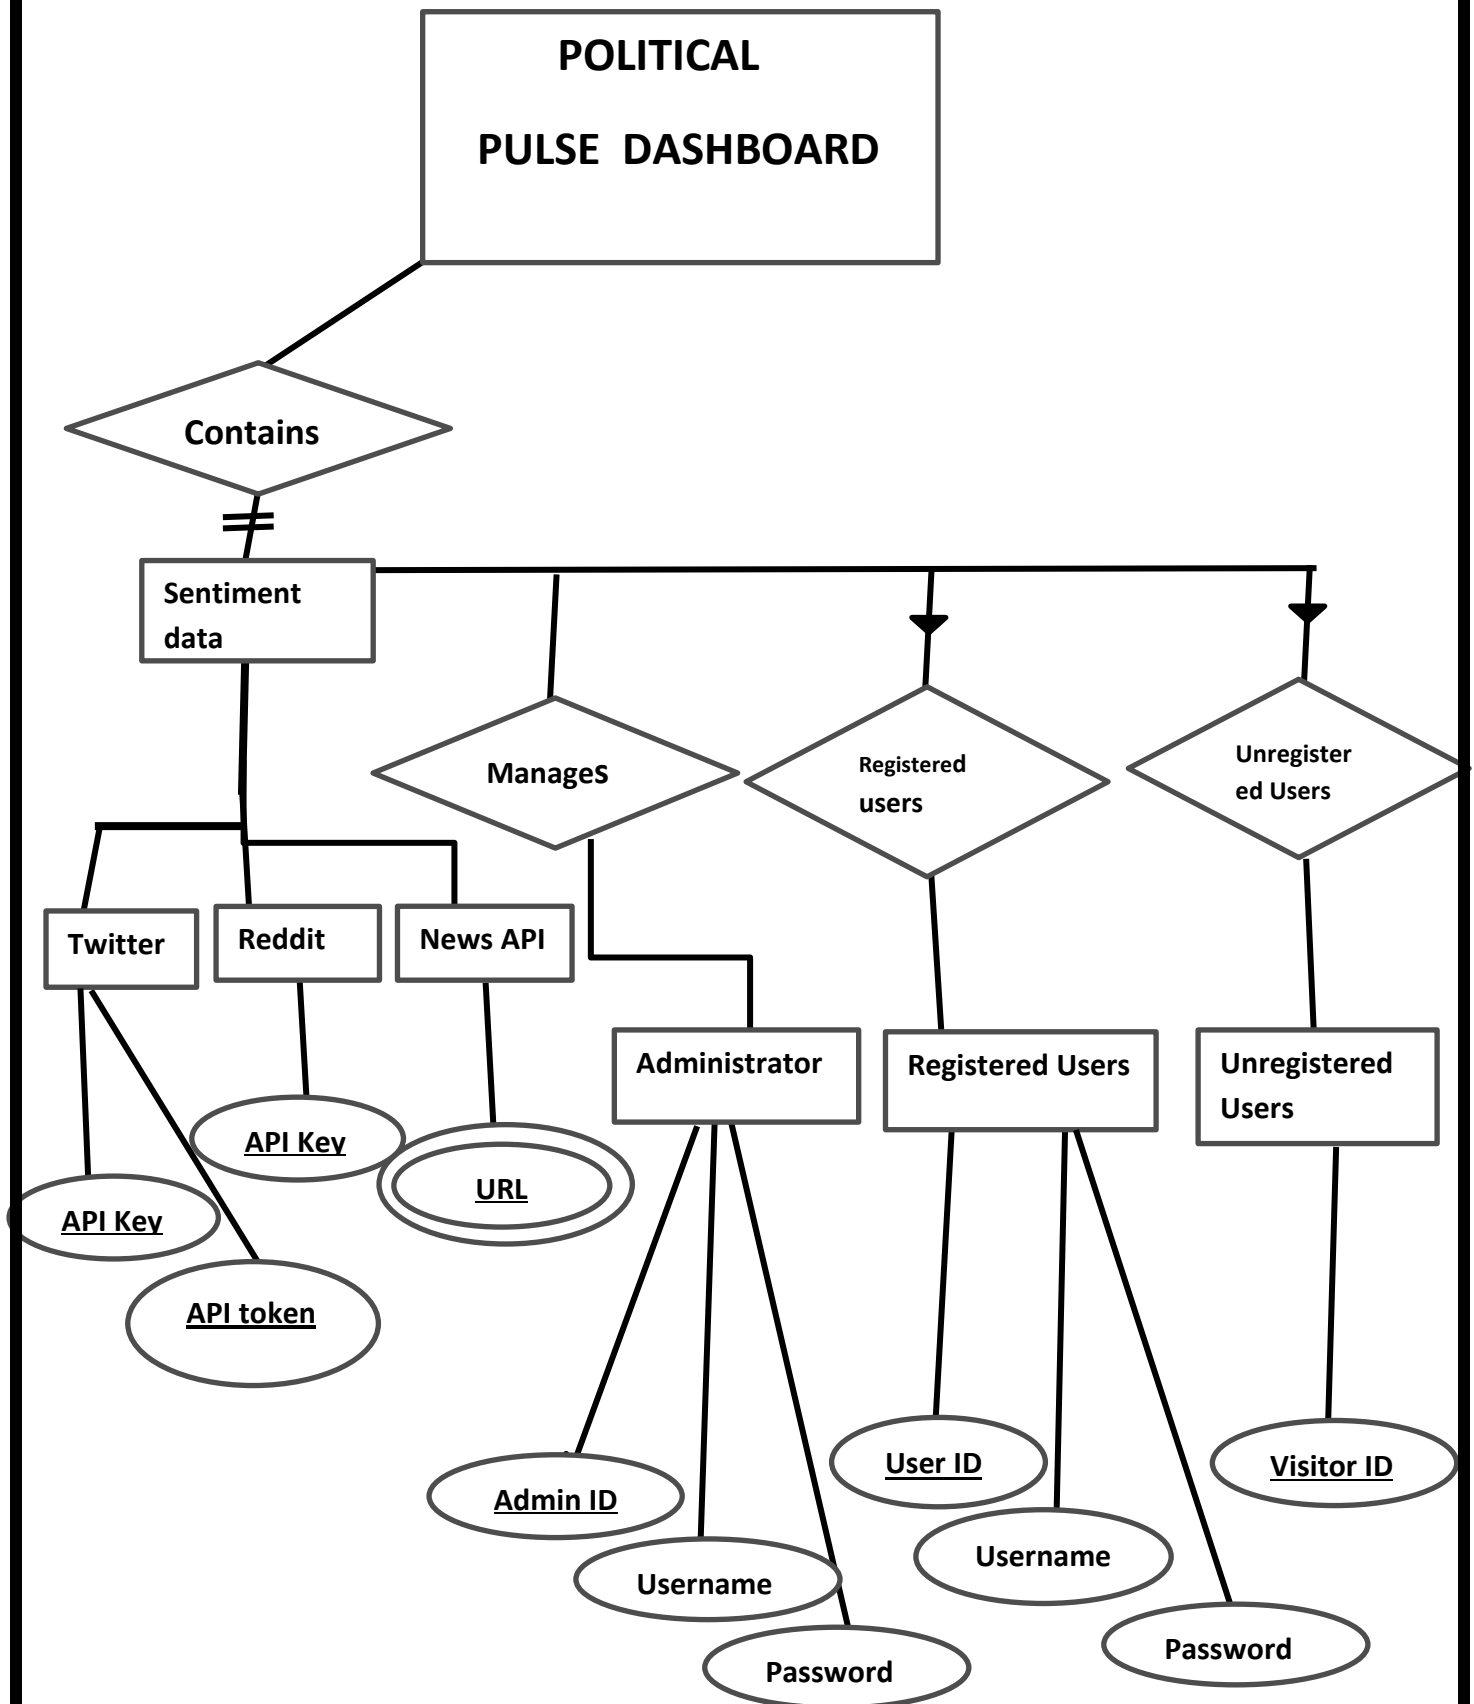 POLITICAL
PULSE DASHBOARD
Contains
Sentiment
data
Manages
Registered
users
Unregister
ed Users
Twitter
Reddit
News API
Administrator
Registered Users
Unregistered
Users
API Key
URL
API Key
API token
User ID
Visitor ID
Admin ID
Username
Username
Password
Password